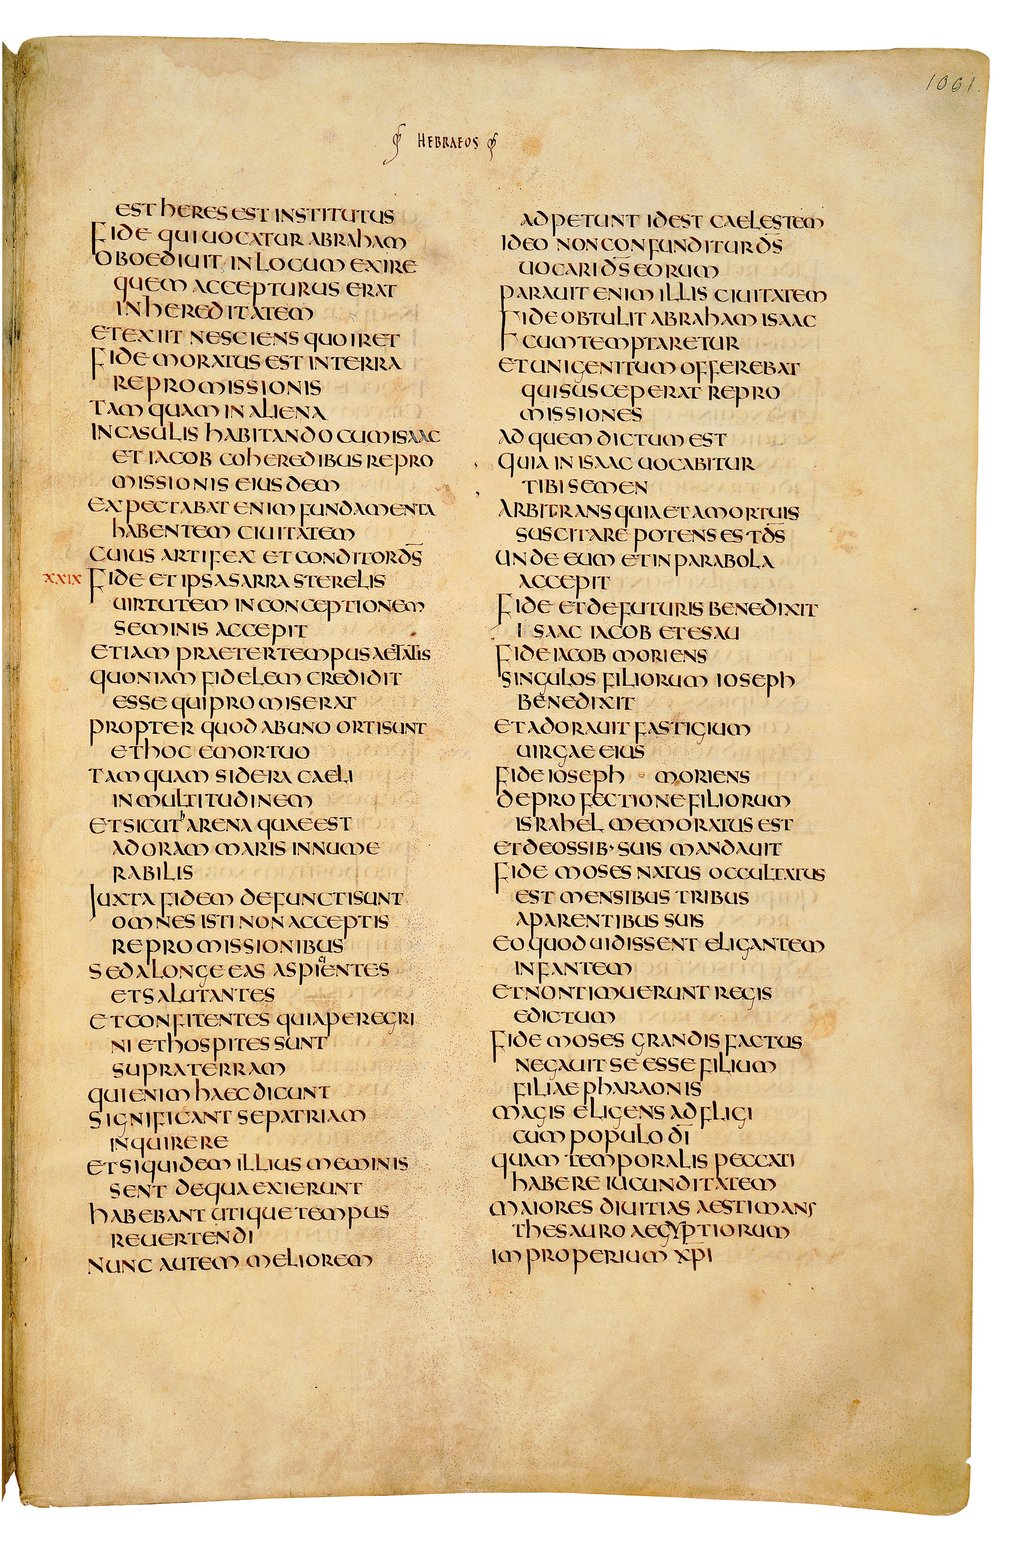 1061.
HEBRAEOS
EST HERES EST INSTITUTUS
FIDE QUI UOCATUR ABRAHAM
OBOEDIUIT IN LOCUM EXIRE
QUEM ACCEPTURUS ERAT
IN HEREDITATEM
ET EXIIT NESCIENS QUO IRET
FIDE MORATUS EST IN TERRA
REPROMISSIONIS
TAM QUAM IN ALIENA
IN CASULIS HABITANDO CUM ISAAC
ET IACOB COHEREDIBUS REPRO
MISSIONIS EIUSDEM
EXPECTABAT ENIM FUNDAMENTA
HABENTEM CIUITATEM
CUIUS ARTIFEX ET CONDITOR D̄S̄
XXIX FIDE ET IPSA SARRA STERELIS
UIRTUTEM IN CONCEPTIONEM
SEMINIS ACCEPIT
ETIAM PRAETER TEMPUS AETATIS
QUONIAM FIDELEM CREDIDIT
ESSE QUI PROMISERAT
PROPTER QUOD AB UNO ORTI SUNT
ET HOC EMORTUO
TAM QUAM SIDERA CAELI
IN MULTITUDINEM
ET SICUT ARENA QUAE EST
AD ORAM MARIS INNUME
RABILIS
IUXTA FIDEM DEFUNCTI SUNT
OMNES ISTI NON ACCEPTIS
REPROMISSIONIBUS
SED A LONGE EAS ASPIENTES
ET SALUTANTES
ET CONFITENTES QUIA PEREGRI
NI ET HOSPITES SUNT
SUPRA TERRAM
QUI ENIM HAEC DICUNT
SIGNIFICANT SE PATRIAM
INQUIRERE
ET SI QUIDEM ILLIUS MEMINIS
SENT DE QUA EXIERUNT
HABEBANT UTIQUE TEMPUS
REUERTENDI
NUNC AUTEM MELIOREM
ADPETUNT ID EST CAELESTEM
IDEO NON CONFUNDITUR D̄S̄
UOCARI D̄S̄ EORUM
PARAUIT ENIM ILLIS CIUITATEM
FIDE OBTULIT ABRAHAM ISAAC
CUM TEMPTARETUR
ET UNIGENITUM OFFEREBAT
QUI SUSCEPERAT REPRO
MISSIONES
AD QUEM DICTUM EST
QUIA IN ISAAC UOCABITUR
TIBI SEMEN
ARBITRANS QUIA ET A MORTUIS
SUSCITARE POTENS EST D̄S̄
UNDE EUM ET IN PARABOLA
ACCEPIT
FIDE ET DE FUTURIS BENEDIXIT
ISAAC IACOB ET ESAU
FIDE IACOB MORIENS
SINGULOS FILIORUM IOSEPH
BENEDIXIT
ET ADORAUIT FASTIGIUM
UIRGAE EIUS
FIDE IOSEPH MORIENS
DE PROFECTIONE FILIORUM
ISRAHEL MEMORATUS EST
ET DE OSSIB· SUIS MANDAUIT
FIDE MOSES NATUS OCCULTATUS
EST MENSIBUS TRIBUS
A PARENTIBUS SUIS
EO QUOD UIDISSENT ELIGANTEM
INFANTEM
ET NON TIMUERUNT REGIS
EDICTUM
FIDE MOSES GRANDIS FACTUS
NEGAUIT SE ESSE FILIUM
FILIAE PHARAONIS
MAGIS ELIGENS ADFLIGI
CUM POPULO D̄Ī
QUAM TEMPORALIS PECCATI
HABERE IUCUNDITATEM
MAIORES DIUITIAS AESTIMANS
THESAURO AEGYPTIORUM
IMPROPERIUM X̄P̄Ī